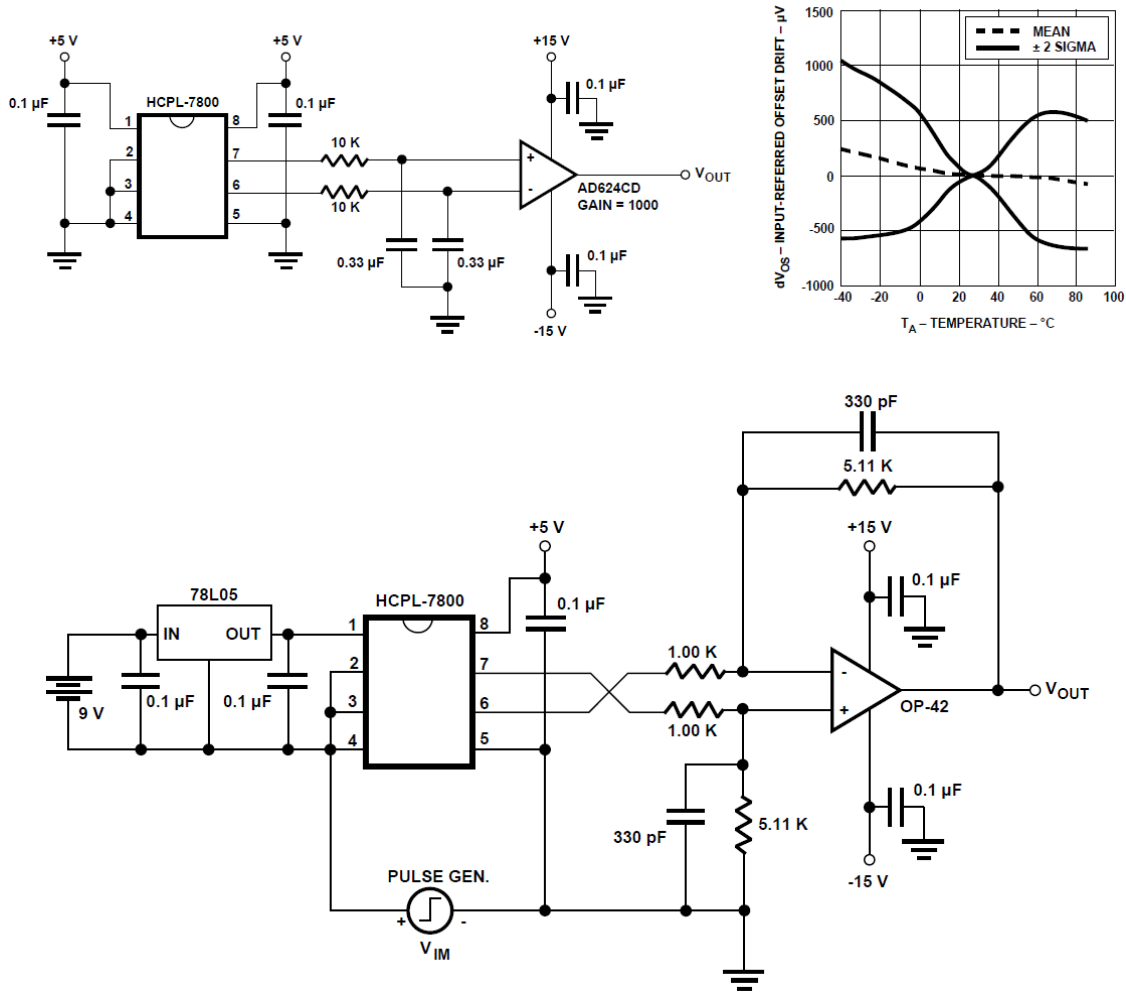 +5 V
+5 V
+15 V
0.1 µF
HCPL-7800
0.1 µF
0.1 µF
1
8
2
7
3
6
4
5
10 K
10 K
+
-
AD624CD
GAIN = 1000
V OUT
0.33 µF
0.33 µF
0.1 µF
-15 V
1500
1000
500
0
-500
-1000
dVOS – INPUT-REFERRED OFFSET DRIFT – µV
MEAN
± 2 SIGMA
-40
-20
0
20
40
60
80
100
TA – TEMPERATURE – °C
330 pF
5.11 K
+5 V
+15 V
78L05
HCPL-7800
0.1 µF
0.1 µF
IN
OUT
1
8
2
7
3
6
4
5
9 V
0.1 µF
0.1 µF
1.00 K
1.00 K
-
+
OP-42
VOUT
0.1 µF
330 pF
5.11 K
-15 V
PULSE GEN.
+
-
VIM